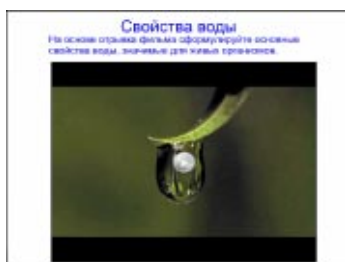 Свойства воды
На основе отрывка фильма сформулируйте основные
свойства воды, значимые для живых организмов.